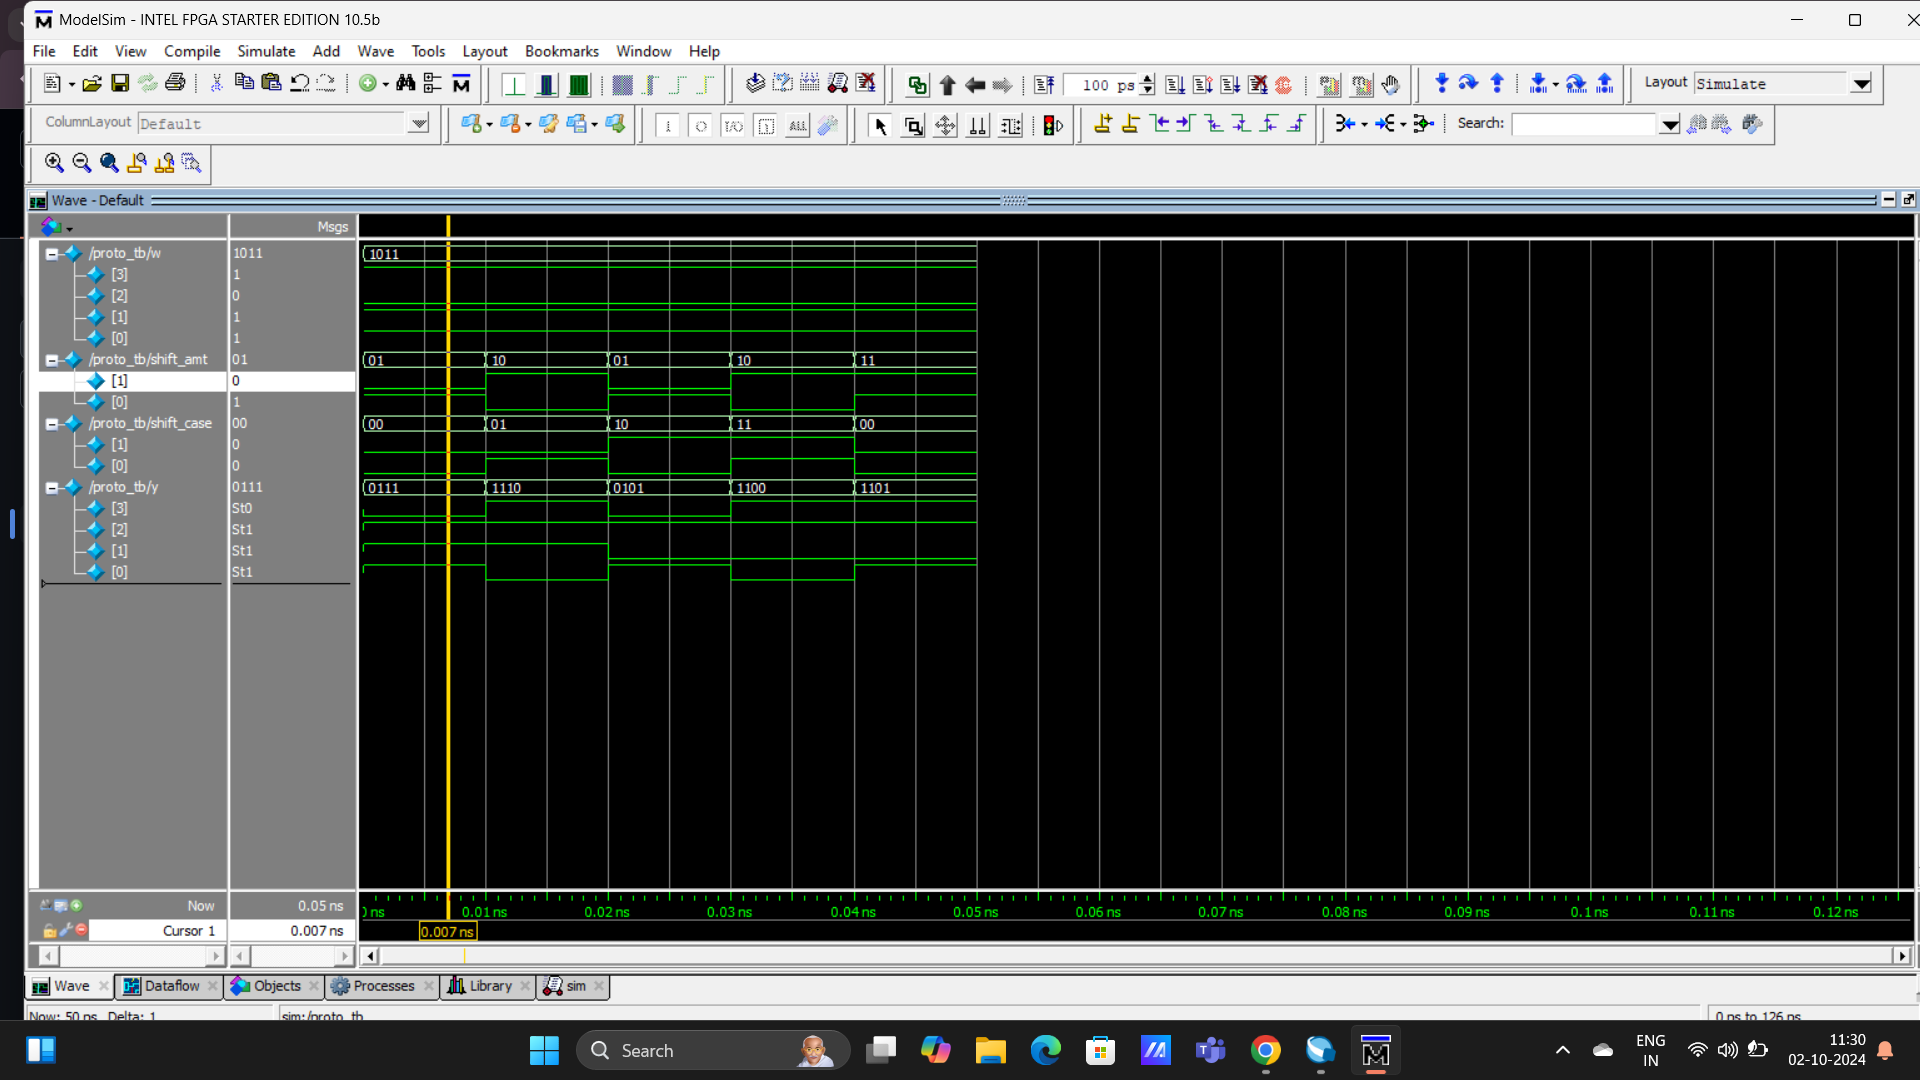 ModelSim - INTEL FPGA STARTER EDITION 10.5b
File Edit View Compile Simulate Add Wave Tools Layout Bookmarks Window Help
100 ps Layout Simulate
ColumnLayout Default Search:
Wave - Default
Msgs
/proto_tb/w 1011 1011
[3] 1
[2] 0
[1] 1
[0] 1
/proto_tb/shift_amt 01 01 10 01 10 11
[1] 0
[0] 1
/proto_tb/shift_case 00 00 01 10 11 00
[1] 0
[0] 0
/proto_tb/y 0111 0111 1110 0101 1100 1101
[3] St0
[2] St1
[1] St1
[0] St1
Now 0.05 ns ns 0.01 ns 0.02 ns 0.03 ns 0.04 ns 0.05 ns 0.06 ns 0.07 ns 0.08 ns 0.09 ns 0.1 ns 0.11 ns 0.12 ns
Cursor 1 0.007 ns 0.007 ns
Wave Dataflow Objects Processes Library sim
Now: 50 ps Delta: 1 sim:/proto_tb 0 ps to 126 ps
Search ENG 11:30
IN 02-10-2024